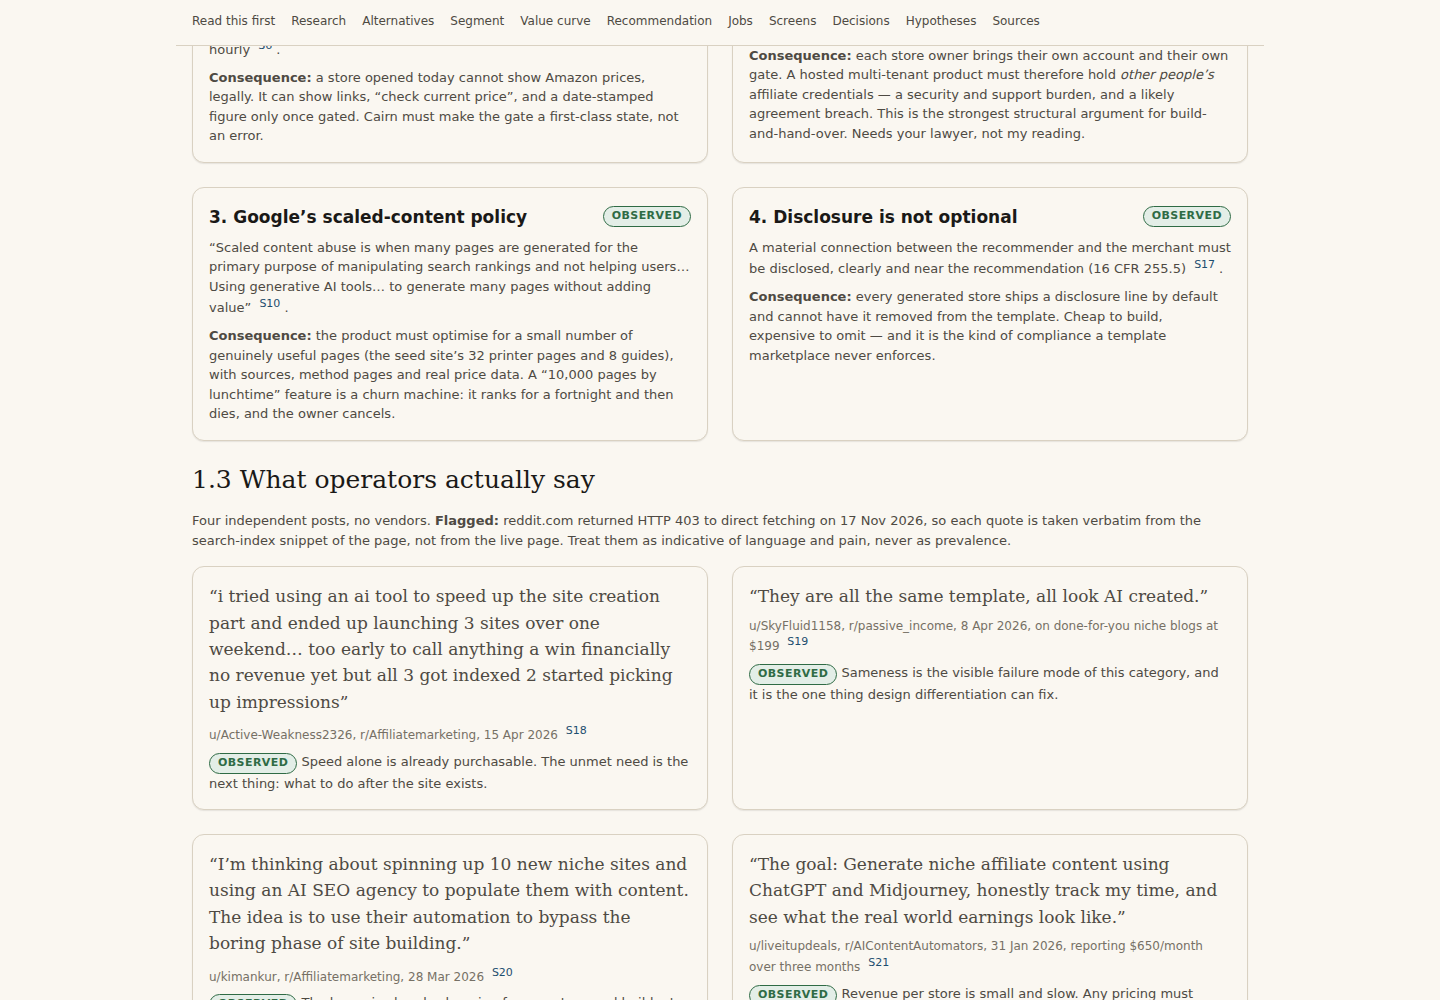 Read this first Research Alternatives Segment Value curve Recommendation Jobs Screens Decisions Hypotheses Sources
hourly .
Consequence: a store opened today cannot show Amazon prices,
legally. It can show links, “check current price”, and a date-stamped
figure only once gated. Cairn must make the gate a first-class state, not
an error.
Consequence: each store owner brings their own account and their own
gate. A hosted multi-tenant product must therefore hold other people’s
affiliate credentials — a security and support burden, and a likely
agreement breach. This is the strongest structural argument for build-
and-hand-over. Needs your lawyer, not my reading.
3. Google’s scaled-content policy
OBSERVED
“Scaled content abuse is when many pages are generated for the
primary purpose of manipulating search rankings and not helping users…
Using generative AI tools… to generate many pages without adding
value” S10 .
Consequence: the product must optimise for a small number of
genuinely useful pages (the seed site’s 32 printer pages and 8 guides),
with sources, method pages and real price data. A “10,000 pages by
lunchtime” feature is a churn machine: it ranks for a fortnight and then
dies, and the owner cancels.
4. Disclosure is not optional
OBSERVED
A material connection between the recommender and the merchant must
be disclosed, clearly and near the recommendation (16 CFR 255.5) S17 .
Consequence: every generated store ships a disclosure line by default
and cannot have it removed from the template. Cheap to build,
expensive to omit — and it is the kind of compliance a template
marketplace never enforces.
1.3 What operators actually say
Four independent posts, no vendors. Flagged: reddit.com returned HTTP 403 to direct fetching on 17 Nov 2026, so each quote is taken verbatim from the
search-index snippet of the page, not from the live page. Treat them as indicative of language and pain, never as prevalence.
“i tried using an ai tool to speed up the site creation
part and ended up launching 3 sites over one
weekend… too early to call anything a win financially
no revenue yet but all 3 got indexed 2 started picking
up impressions”
u/Active-Weakness2326, r/Affiliatemarketing, 15 Apr 2026 S18
OBSERVED Speed alone is already purchasable. The unmet need is the
next thing: what to do after the site exists.
“They are all the same template, all look AI created.”
u/SkyFluid1158, r/passive_income, 8 Apr 2026, on done-for-you niche blogs at
$199 S19
OBSERVED Sameness is the visible failure mode of this category, and
it is the one thing design differentiation can fix.
“I’m thinking about spinning up 10 new niche sites and
using an AI SEO agency to populate them with content.
The idea is to use their automation to bypass the
boring phase of site building.”
u/kimankur, r/Affiliatemarketing, 28 Mar 2026 S20
“The goal: Generate niche affiliate content using
ChatGPT and Midjourney, honestly track my time, and
see what the real world earnings look like.”
u/liveitupdeals, r/AIContentAutomators, 31 Jan 2026, reporting $650/month
over three months S21
OBSERVED Revenue per store is small and slow. Any pricing must